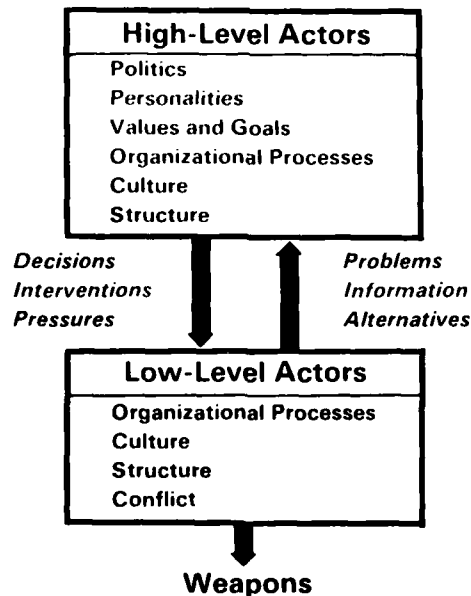 High-Level Actors
Politics
Personalities
Values and Goals
Organizational Processes
Culture
Structure
Decisions
Interventions
Pressures
Problems
Information
Alternatives
Low-Level Actors
Organizational Processes
Culture
Structure
Conflict
Weapons